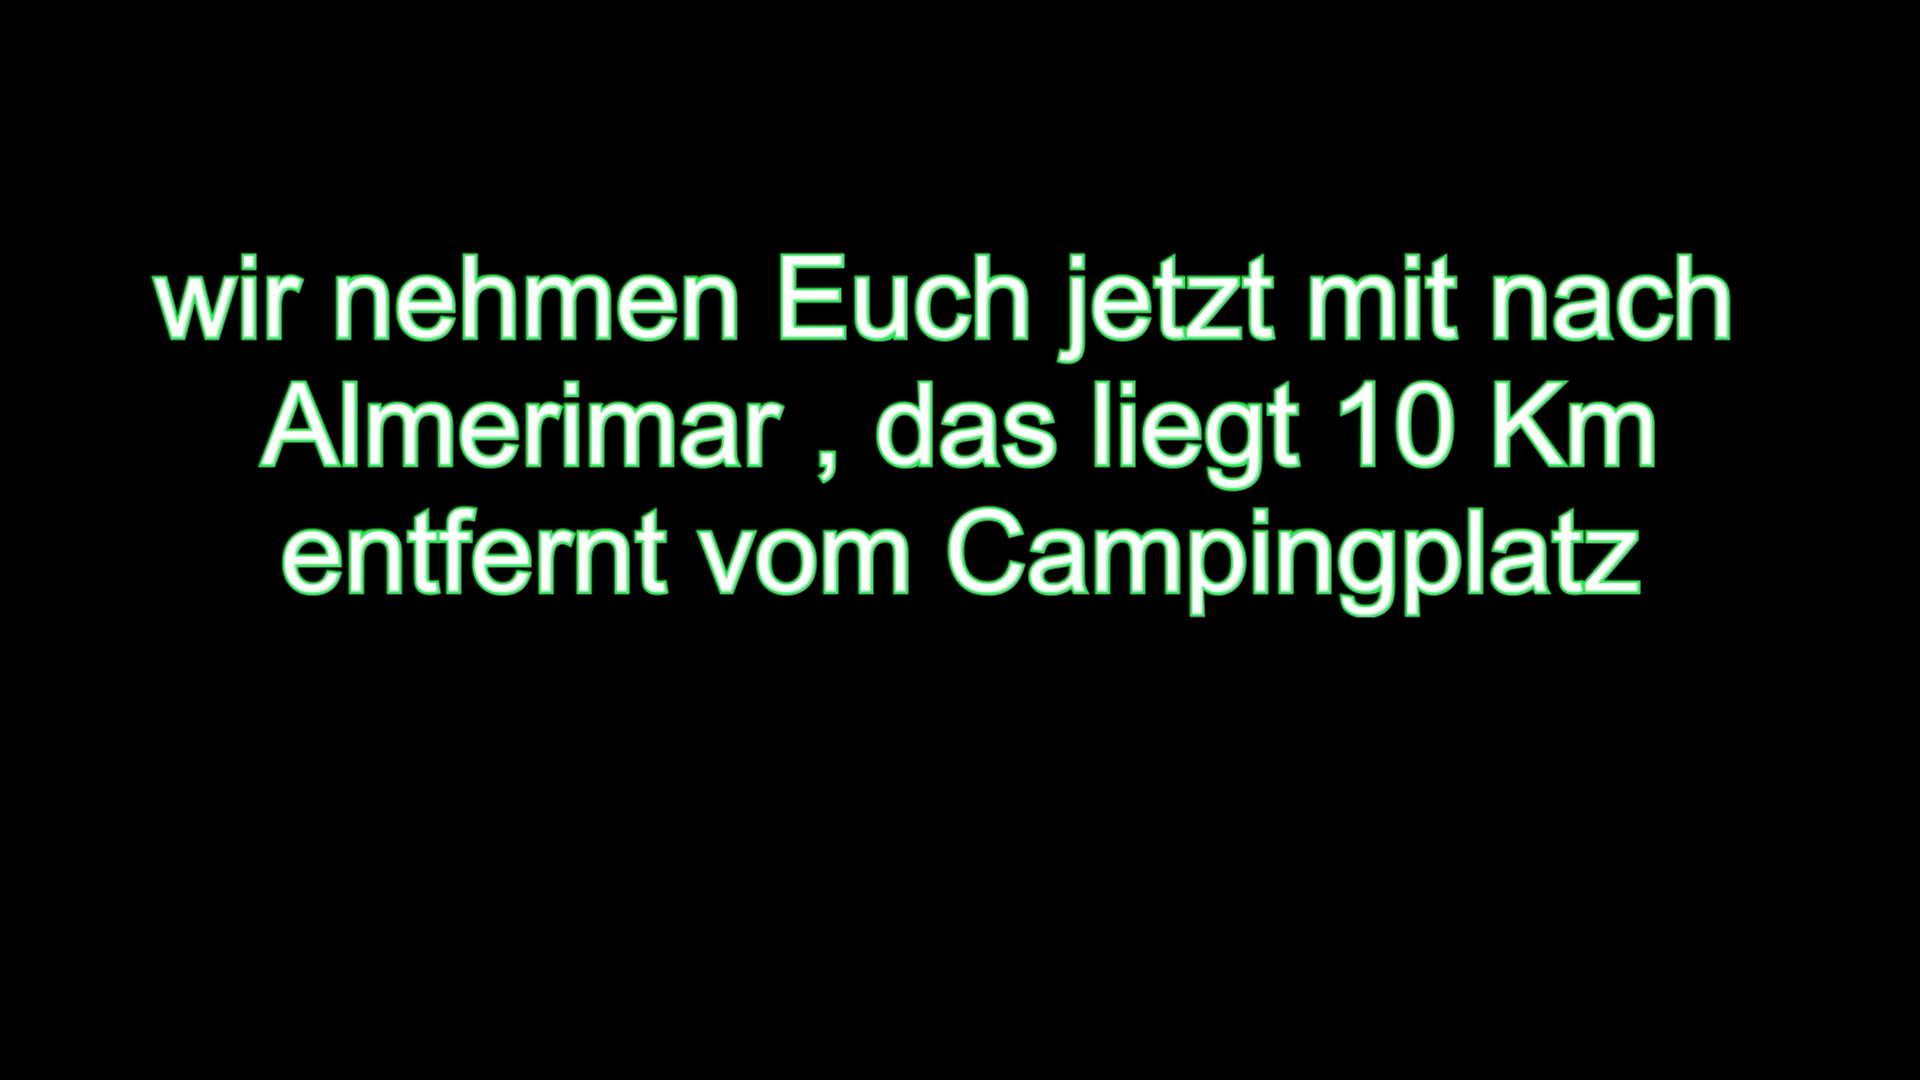 wir nehmen Euch jetzt mit nach
Almerimar , das liegt 10 Km
entfernt vom Campingplatz